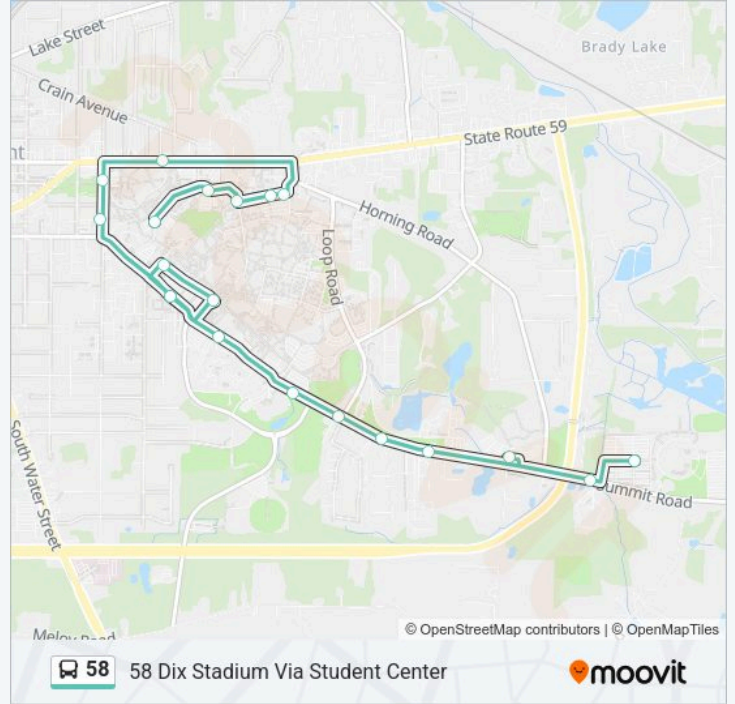 Lake Street
Brady Lake
Crain Avenue
State Route 59
nt
Horning Road
Loop Road
South Water Street
Summit Road
© OpenStreetMap contributors | © OpenMapTiles
Meloy Road
58
58 Dix Stadium Via Student Center
moovit